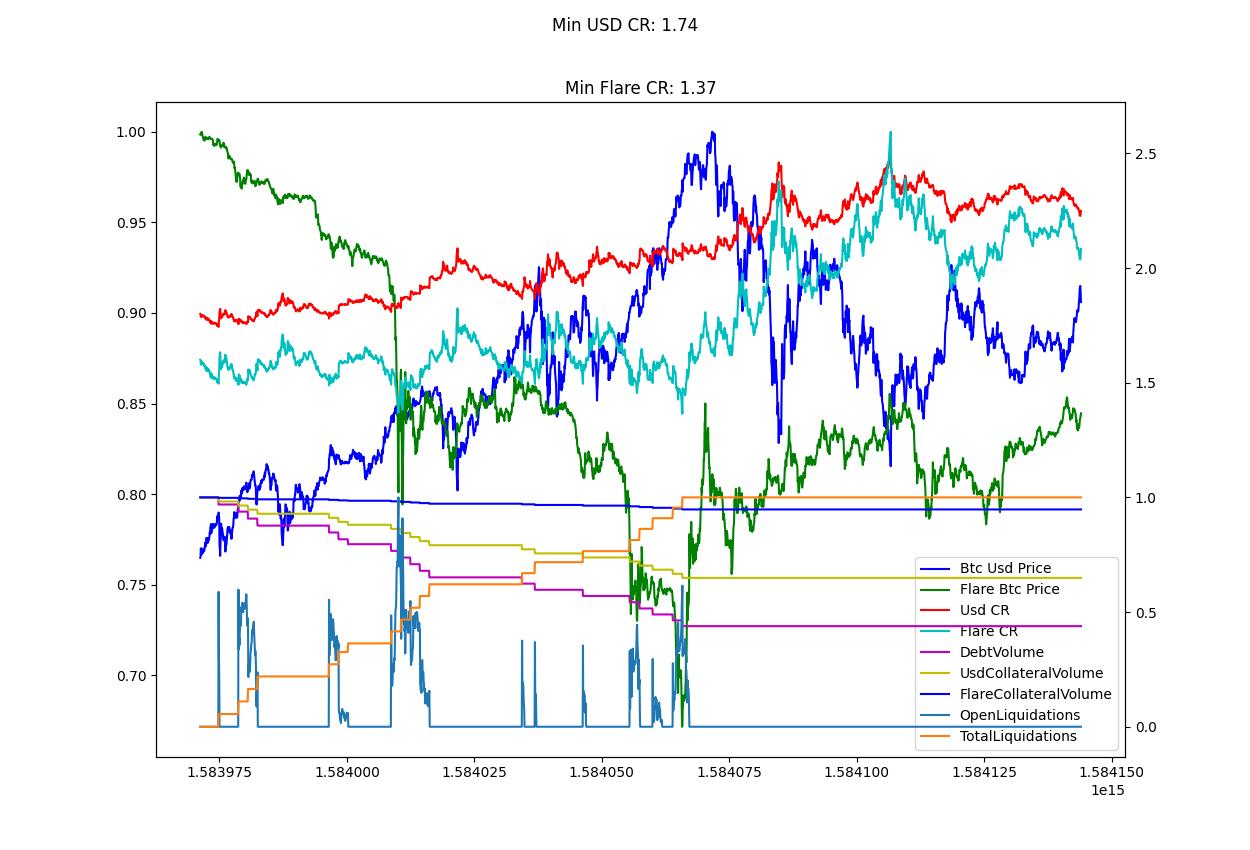 Min USD CR: 1.74
Min Flare CR: 1.37
1.00
0.95
0.90
0.85
0.80
0.75
0.70
2.5
2.0
1.5
1.0
0.5
0.0
Btc Usd Price
Flare Btc Price
Usd CR
Flare CR
DebtVolume
UsdCollateralVolume
FlareCollateralVolume
OpenLiquidations
TotalLiquidations
1.583975 1.584000 1.584025 1.584050 1.584075 1.584100 1.584125 1.584150
1e15